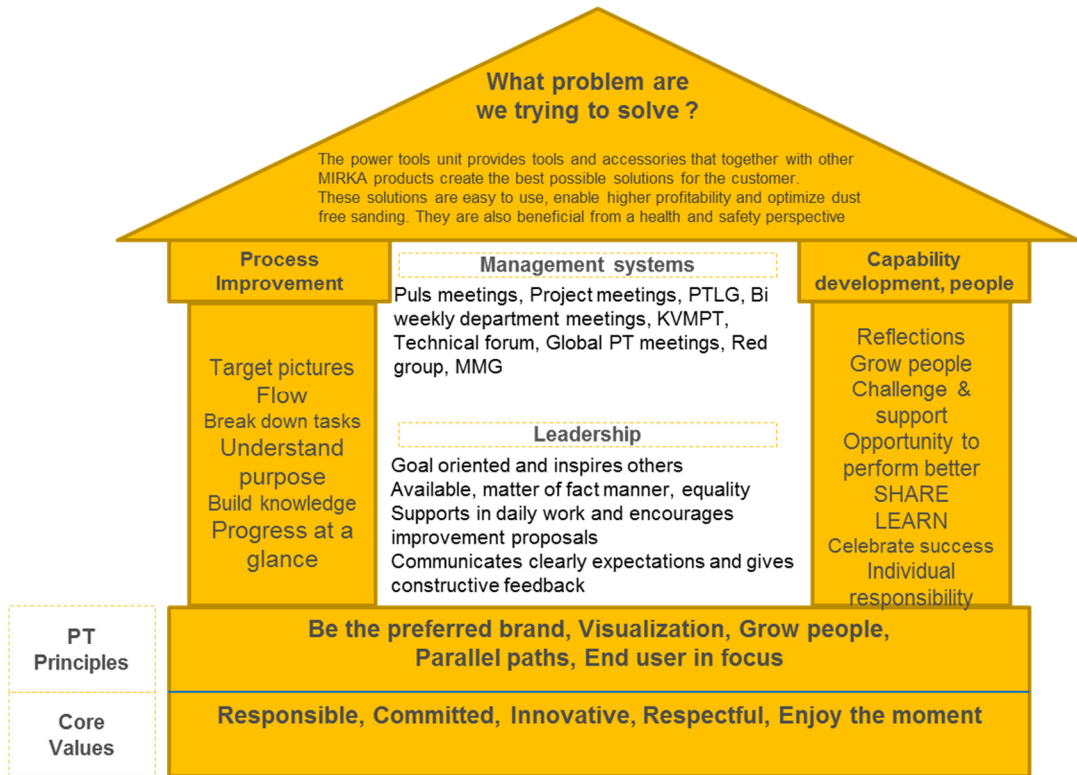 What problem are
we trying to solve ?
The power tools unit provides tools and accessories that together with other
MIRKA products create the best possible solutions for the customer.
These solutions are easy to use, enable higher profitability and optimize dust
free sanding. They are also beneficial from a health and safety perspective
Process
Improvement
Target pictures
Flow
Break down tasks
Understand
purpose
Build knowledge
Progress at a
glance
Management systems
Puls meetings, Project meetings, PTLG, Bi
weekly department meetings, KVMPT,
Technical forum, Global PT meetings, Red
group, MMG
Leadership
Goal oriented and inspires others
Available, matter of fact manner, equality
Supports in daily work and encourages
improvement proposals
Communicates clearly expectations and gives
constructive feedback
Capability
development, people
Reflections
Grow people
Challenge &
support
Opportunity to
perform better
SHARE
LEARN
Celebrate success
Individual
responsibility
PT
Principles
Be the preferred brand, Visualization, Grow people,
Parallel paths, End user in focus
Core
Values
Responsible, Committed, Innovative, Respectful, Enjoy the moment